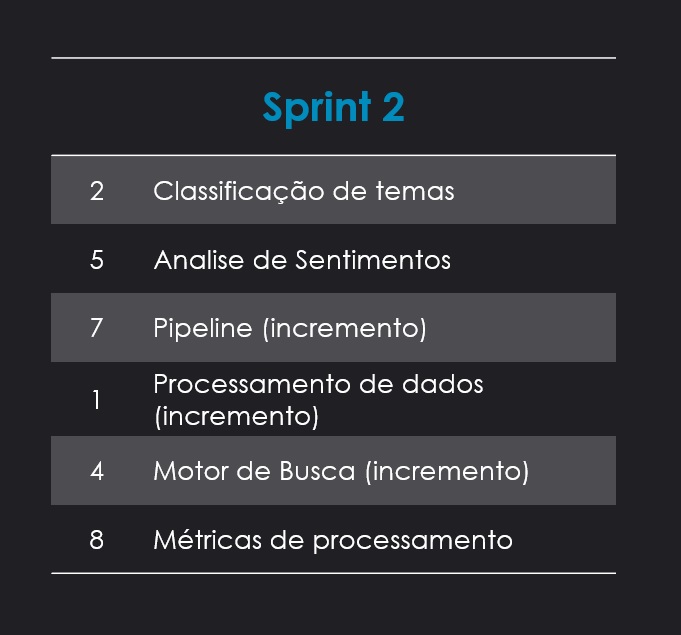 Sprint 2
2 Classificação de temas
5 Analise de Sentimentos
7 Pipeline (incremento)
1 Processamento de dados
(incremento)
4 Motor de Busca (incremento)
8 Métricas de processamento